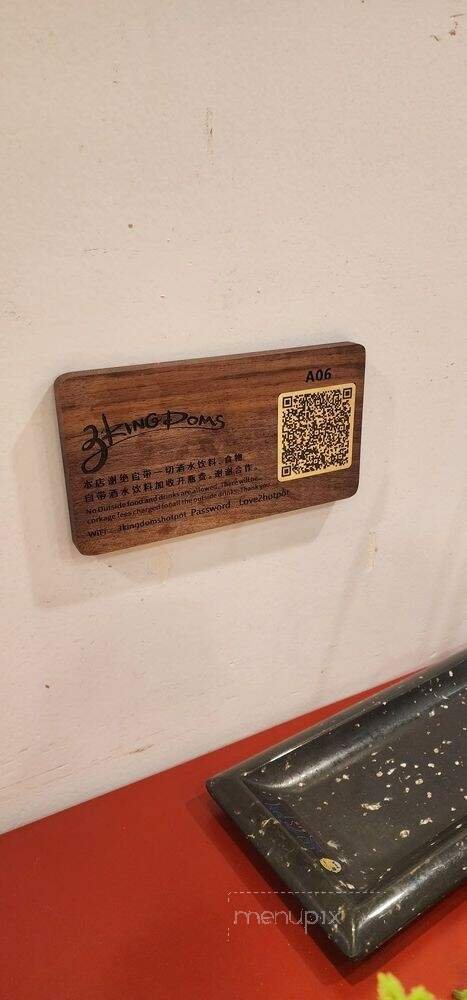 A06
3KINGDOMS
本店谢绝自带一切酒水饮料、食物
自带酒水饮料加收开瓶费。谢谢合作。
No Outside food and drinks are allowed, There will be
corkage fees charged for all the outside drinks. Thank you
WiFi: 3kingdomshotpot Password: Love2hotpot
menupix